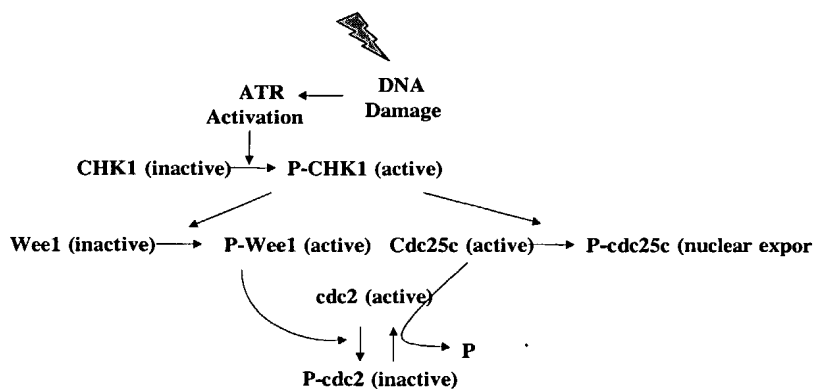 DNA
Damage
ATR
Activation
CHK1 (inactive) P-CHK1 (active)
Wee1 (inactive) P-Wee1 (active) Cdc25c (active) P-cdc25c (nuclear expor
cdc2 (active)
P
P-cdc2 (inactive)